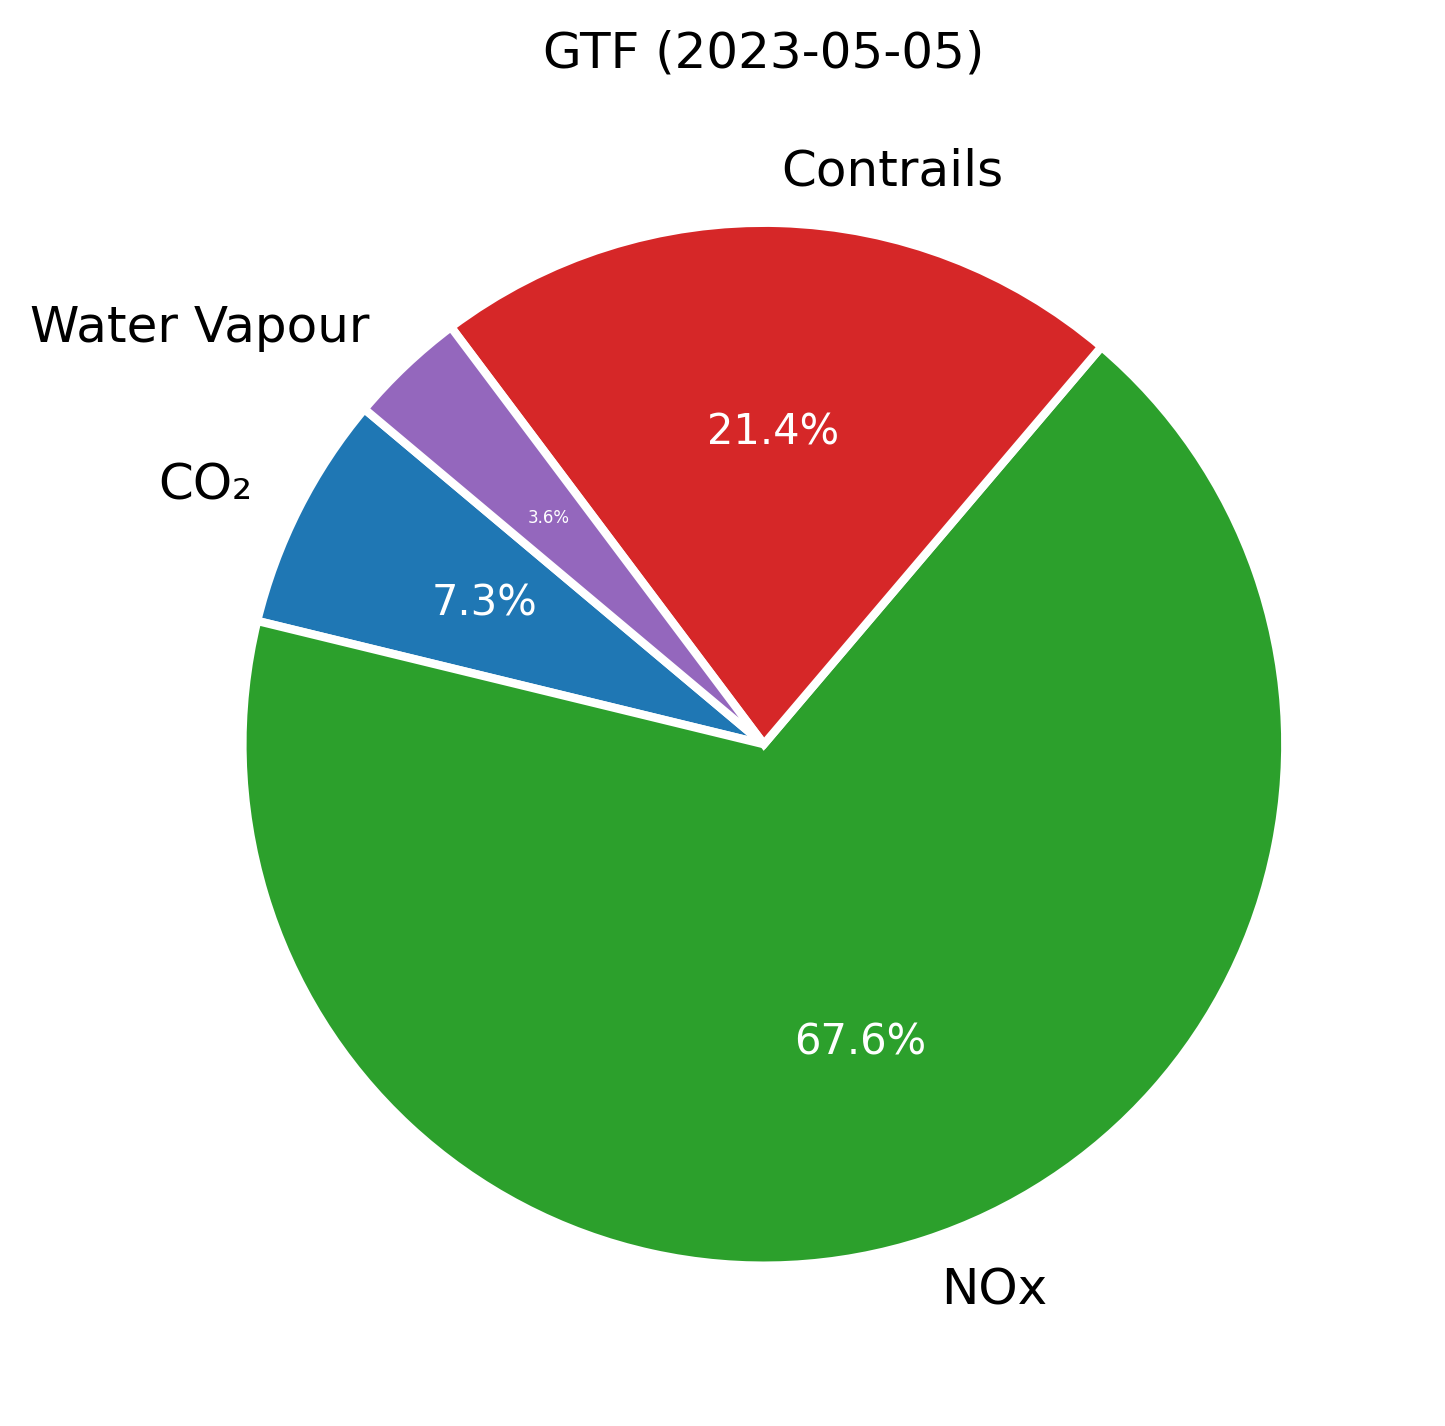 GTF (2023-05-05)
Contrails
Water Vapour
21.4%
CO₂
3.6%
7.3%
67.6%
NOx